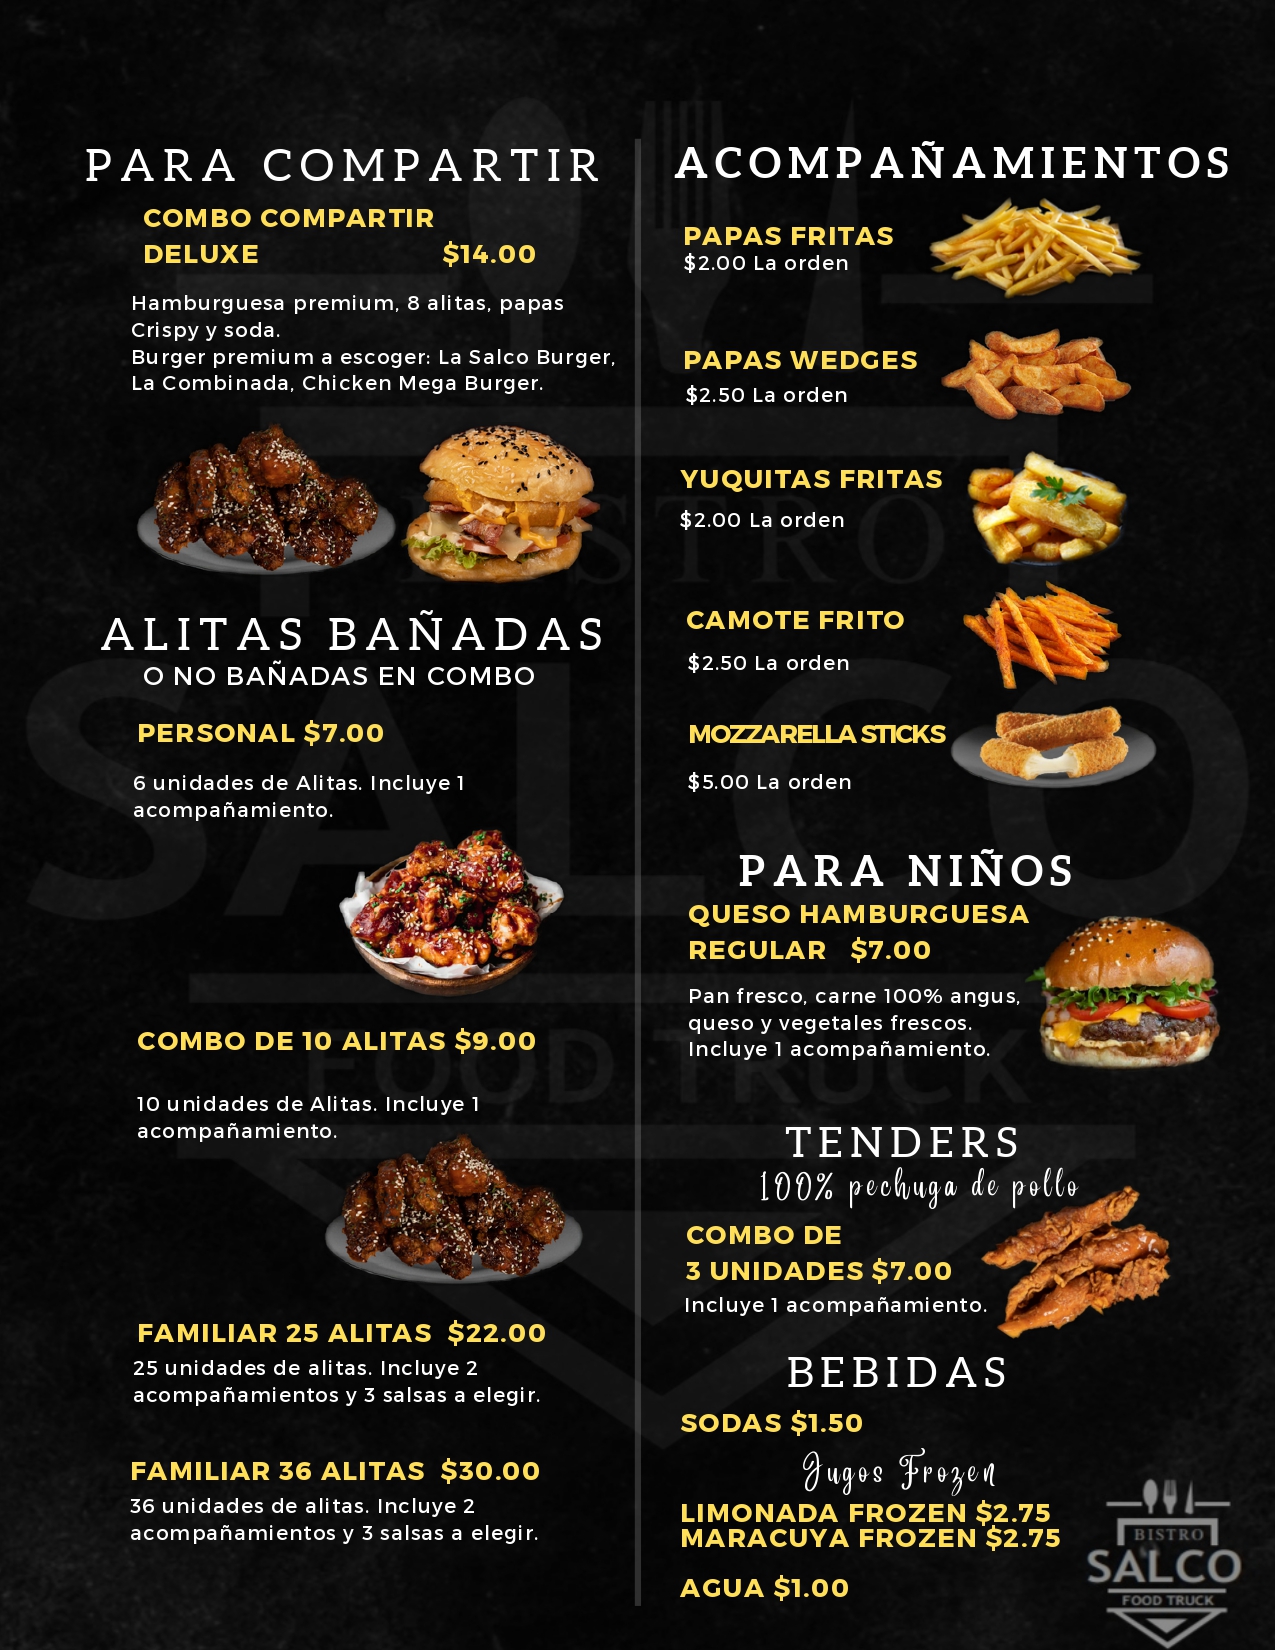 PARA COMPARTIR
COMBO COMPARTIR
DELUXE $14.00
Hamburguesa premium, 8 alitas, papas
Crispy y soda.
Burger premium a escoger: La Salco Burger,
La Combinada, Chicken Mega Burger.
ALITAS BAÑADAS
O NO BAÑADAS EN COMBO
PERSONAL $7.00
6 unidades de Alitas. Incluye 1
acompañamiento.
COMBO DE 10 ALITAS $9.00
10 unidades de Alitas. Incluye 1
acompañamiento.
FAMILIAR 25 ALITAS $22.00
25 unidades de alitas. Incluye 2
acompañamientos y 3 salsas a elegir.
FAMILIAR 36 ALITAS $30.00
36 unidades de alitas. Incluye 2
acompañamientos y 3 salsas a elegir.
ACOMPAÑAMIENTOS
PAPAS FRITAS
$2.00 La orden
PAPAS WEDGES
$2.50 La orden
YUQUITAS FRITAS
$2.00 La orden
CAMOTE FRITO
$2.50 La orden
MOZZARELLA STICKS
$5.00 La orden
PARA NIÑOS
QUESO HAMBURGUESA
REGULAR $7.00
Pan fresco, carne 100% angus,
queso y vegetales frescos.
Incluye 1 acompañamiento.
TENDERS
100% pechuga de pollo
COMBO DE
3 UNIDADES $7.00
Incluye 1 acompañamiento.
BEBIDAS
SODAS $1.50
Jugos Frozen
LIMONADA FROZEN $2.75
MARACUYA FROZEN $2.75
AGUA $1.00
BISTRO
SALCO
FOOD TRUCK
BISTRO
SALCO
FOOD TRUCK